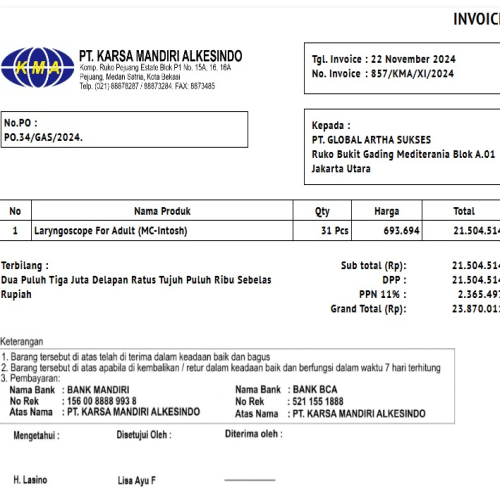 INVOICE
KMA
PT. KARSA MANDIRI ALKESINDO
Komp. Ruko Pejuang Estate Blok P1 No. 15A, 16, 16A
Pejuang, Medan Satria, Kota Bekasi
Telp. (021) 88878287 / 88873284, FAX: 8873485
Tgl. Invoice : 22 November 2024
No. Invoice : 857/KMA/XI/2024
No.PO :
PO.34/GAS/2024.
Kepada :
PT. GLOBAL ARTHA SUKSES
Ruko Bukit Gading Mediterania Blok A.01
Jakarta Utara
No Nama Produk Qty Harga Total
1 Laryngoscope For Adult (MC-Intosh) 31 Pcs 693.694 21.504.514
Terbilang :
Dua Puluh Tiga Juta Delapan Ratus Tujuh Puluh Ribu Sebelas
Rupiah
Sub total (Rp): 21.504.514
DPP : 21.504.514
PPN 11% : 2.365.497
Grand Total (Rp): 23.870.011
Keterangan
1. Barang tersebut di atas telah di terima dalam keadaan baik dan bagus
2. Barang tersebut di atas apabila di kembalikan / retur dalam keadaan baik dan berfungsi dalam waktu 7 hari terhitung
3. Pembayaran:
Nama Bank : BANK MANDIRI
No Rek : 156 00 8888 993 8
Atas Nama : PT. KARSA MANDIRI ALKESINDO
Nama Bank : BANK BCA
No Rek : 521 155 1888
Atas Nama : PT. KARSA MANDIRI ALKESINDO
Mengetahui : Disetujui Oleh : Diterima oleh :
H. Lasino Lisa Ayu F